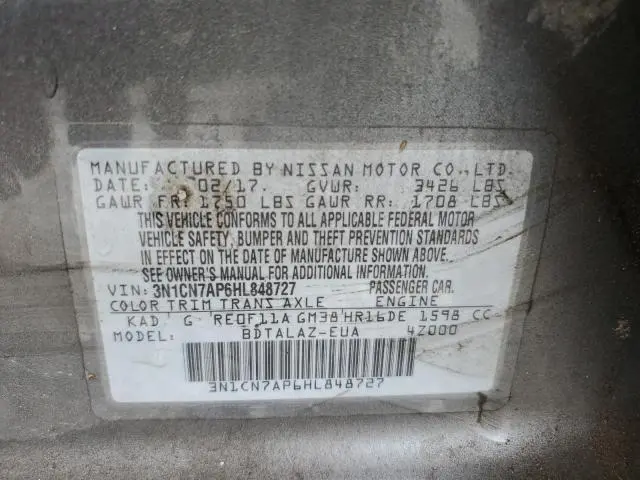 MANUFACTURED BY NISSAN MOTOR CO., LTD.
DATE: 02/17. GVWR: 3426 LBS
GAWR FR: 1750 LBS GAWR RR: 1708 LBS
THIS VEHICLE CONFORMS TO ALL APPLICABLE FEDERAL MOTOR
VEHICLE SAFETY, BUMPER AND THEFT PREVENTION STANDARDS
IN EFFECT ON THE DATE OF MANUFACTURE SHOWN ABOVE.
SEE OWNER'S MANUAL FOR ADDITIONAL INFORMATION.
VIN: 3N1CN7AP6HL848727 PASSENGER CAR.
COLOR TRIM TRANS AXLE ENGINE
KAD G RE0F11A GM38 HR16DE 1598 CC
MODEL: BDTALAZ-EUA 4Z000
3N1CN7AP6HL848727